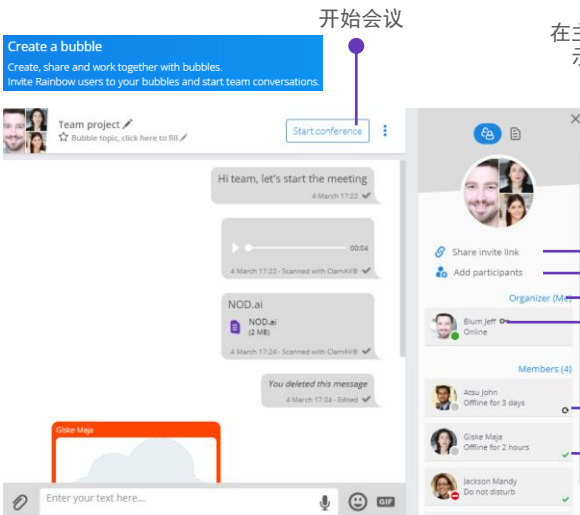 开始会议
在主
示
Create a bubble
Create, share and work together with bubbles.
Invite Rainbow users to your bubbles and start team conversations.
Team project
Bubble topic, click here to fill
Start conference
Hi team, let's start the meeting
4 March 17:22
00:04
4 March 17:22 - Scanned with ClamAV®
NOD.ai
NOD.ai
(2 MB)
4 March 17:24 - Scanned with ClamAV®
You deleted this message
4 March 17:24 - Edited
Giske Maja
Enter your text here...
GIF
Share invite link
Add participants
Organizer (Me)
Blum Jeff
Online
Members (4)
Atsu John
Offline for 3 days
Giske Maja
Offline for 2 hours
Jackson Mandy
Do not disturb